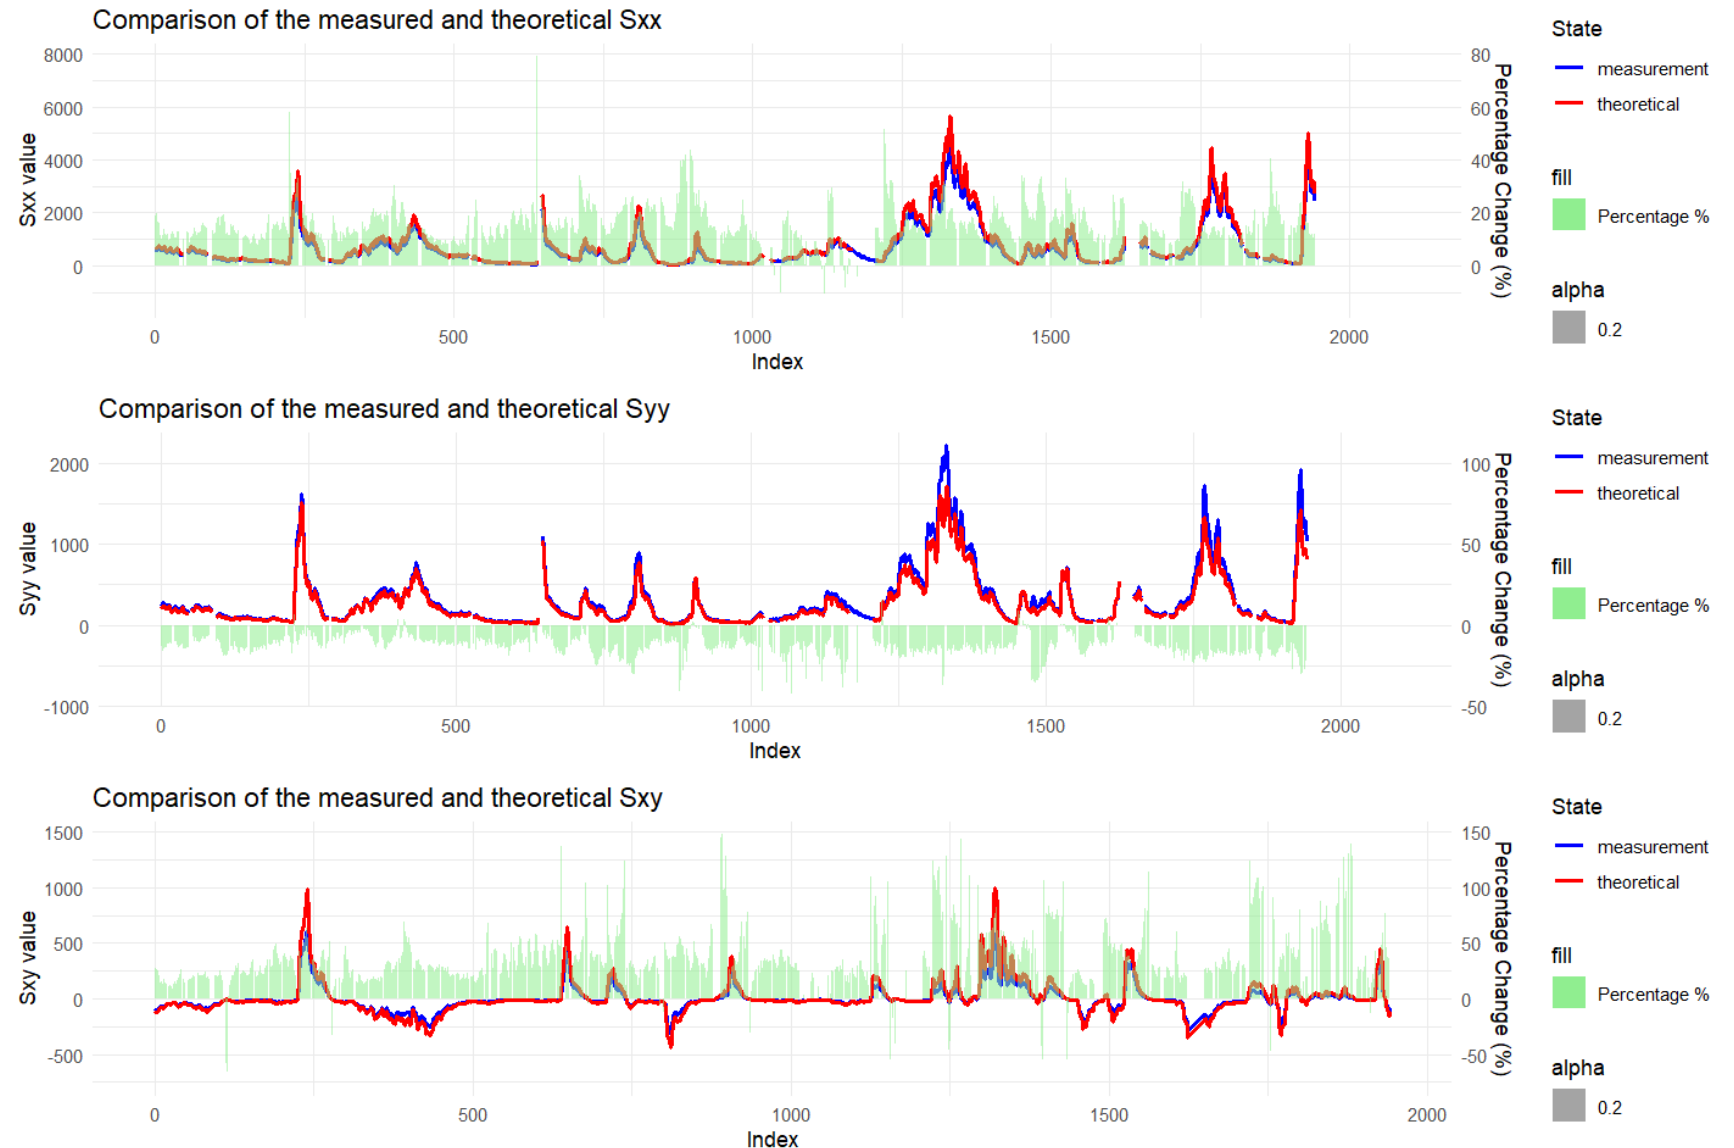 Comparison of the measured and theoretical Sxx
8000
6000
4000
2000
0
Sxx value
80
60
40
20
0
Percentage Change (%)
0 500 1000 1500 2000
Index
State
measurement
theoretical
fill
Percentage %
alpha
0.2
Comparison of the measured and theoretical Syy
2000
1000
0
-1000
Syy value
100
50
0
-50
Percentage Change (%)
0 500 1000 1500 2000
Index
State
measurement
theoretical
fill
Percentage %
alpha
0.2
Comparison of the measured and theoretical Sxy
1500
1000
500
0
-500
Sxy value
150
100
50
0
-50
Percentage Change (%)
0 500 1000 1500 2000
Index
State
measurement
theoretical
fill
Percentage %
alpha
0.2